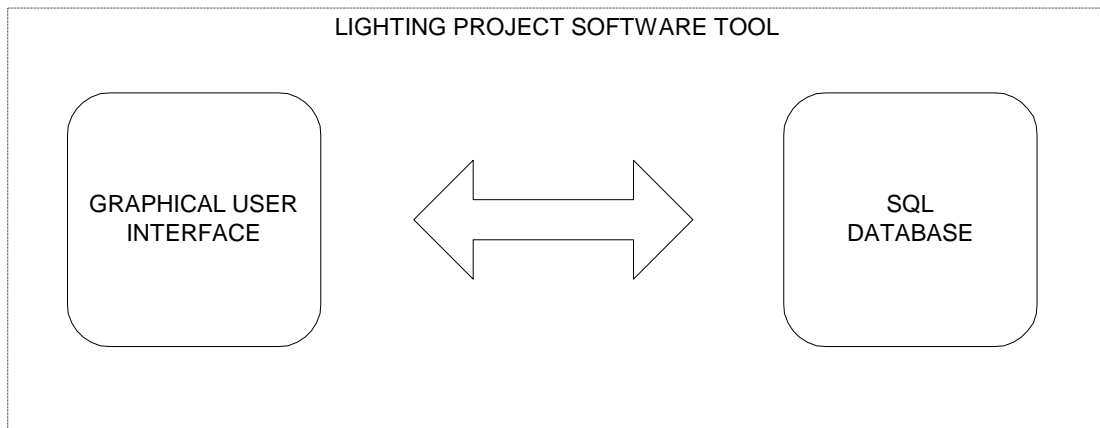 LIGHTING PROJECT SOFTWARE TOOL
GRAPHICAL USER
INTERFACE
SQL
DATABASE